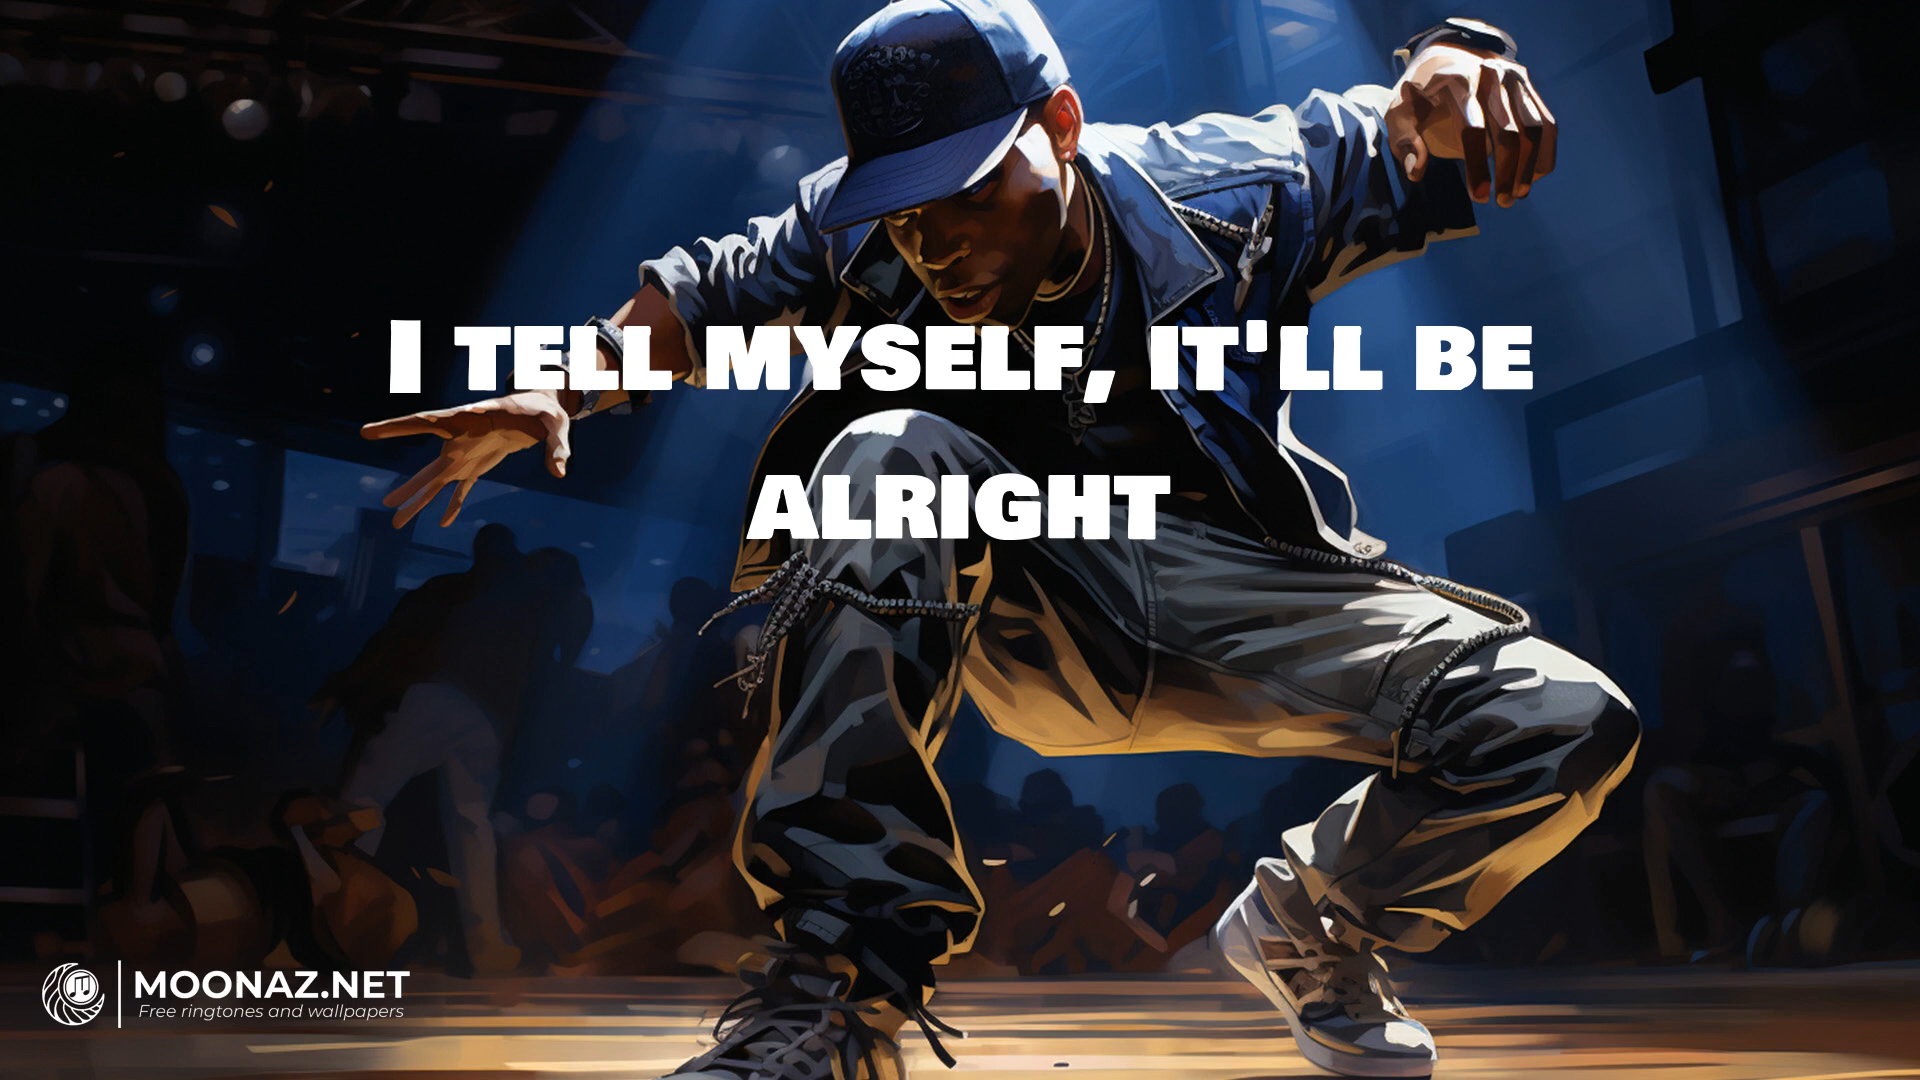 I TELL MYSELF, IT'LL BE
ALRIGHT
MOONAZ.NET
Free ringtones and wallpapers